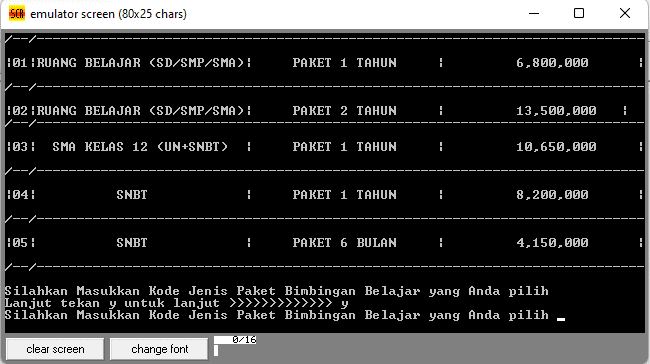 SCR emulator screen (80x25 chars)
/--/------------------------------------------------------------------------
|01|RUANG BELAJAR (SD/SMP/SMA)| PAKET 1 TAHUN | 6,800,000 |
/--/------------------------------------------------------------------------
|02|RUANG BELAJAR (SD/SMP/SMA)| PAKET 2 TAHUN | 13,500,000 |
/--/------------------------------------------------------------------------
|03| SMA KELAS 12 (UN+SNBT) | PAKET 1 TAHUN | 10,650,000 |
/--/------------------------------------------------------------------------
|04| SNBT | PAKET 1 TAHUN | 8,200,000 |
/--/------------------------------------------------------------------------
|05| SNBT | PAKET 6 BULAN | 4,150,000 |
/--/------------------------------------------------------------------------
Silahkan Masukkan Kode Jenis Paket Bimbingan Belajar yang Anda pilih
Lanjut tekan y untuk lanjut >>>>>>>>>>>>> y
Silahkan Masukkan Kode Jenis Paket Bimbingan Belajar yang Anda pilih _
clear screen change font 0/16